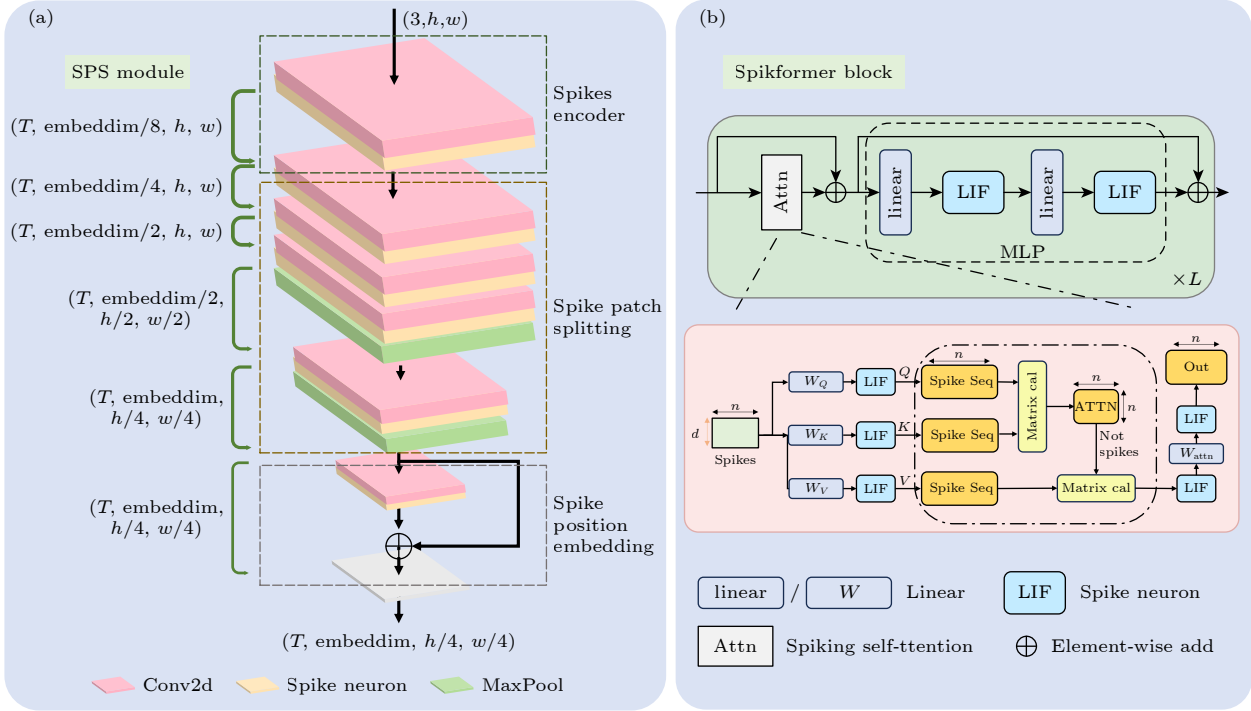 (a)
(3,h,w)
SPS module
Spikes
encoder
(T, embeddim/8, h, w)
(T, embeddim/4, h, w)
(T, embeddim/2, h, w)
(T, embeddim/2,
h/2, w/2)
Spike patch
splitting
(T, embeddim,
h/4, w/4)
(T, embeddim,
h/4, w/4)
Spike
position
embedding
(T, embeddim, h/4, w/4)
Conv2d
Spike neuron
MaxPool
(b)
Spikformer block
Attn
linear
LIF
linear
LIF
MLP
×L
n
d
Spikes
W_Q
LIF
Q
n
Spike Seq
W_K
LIF
K
Spike Seq
W_V
LIF
V
Spike Seq
Matrix cal
n
ATTN
n
Not
spikes
Matrix cal
n
Out
LIF
W_attn
LIF
linear / W Linear
LIF Spike neuron
Attn Spiking self-ttention
Element-wise add